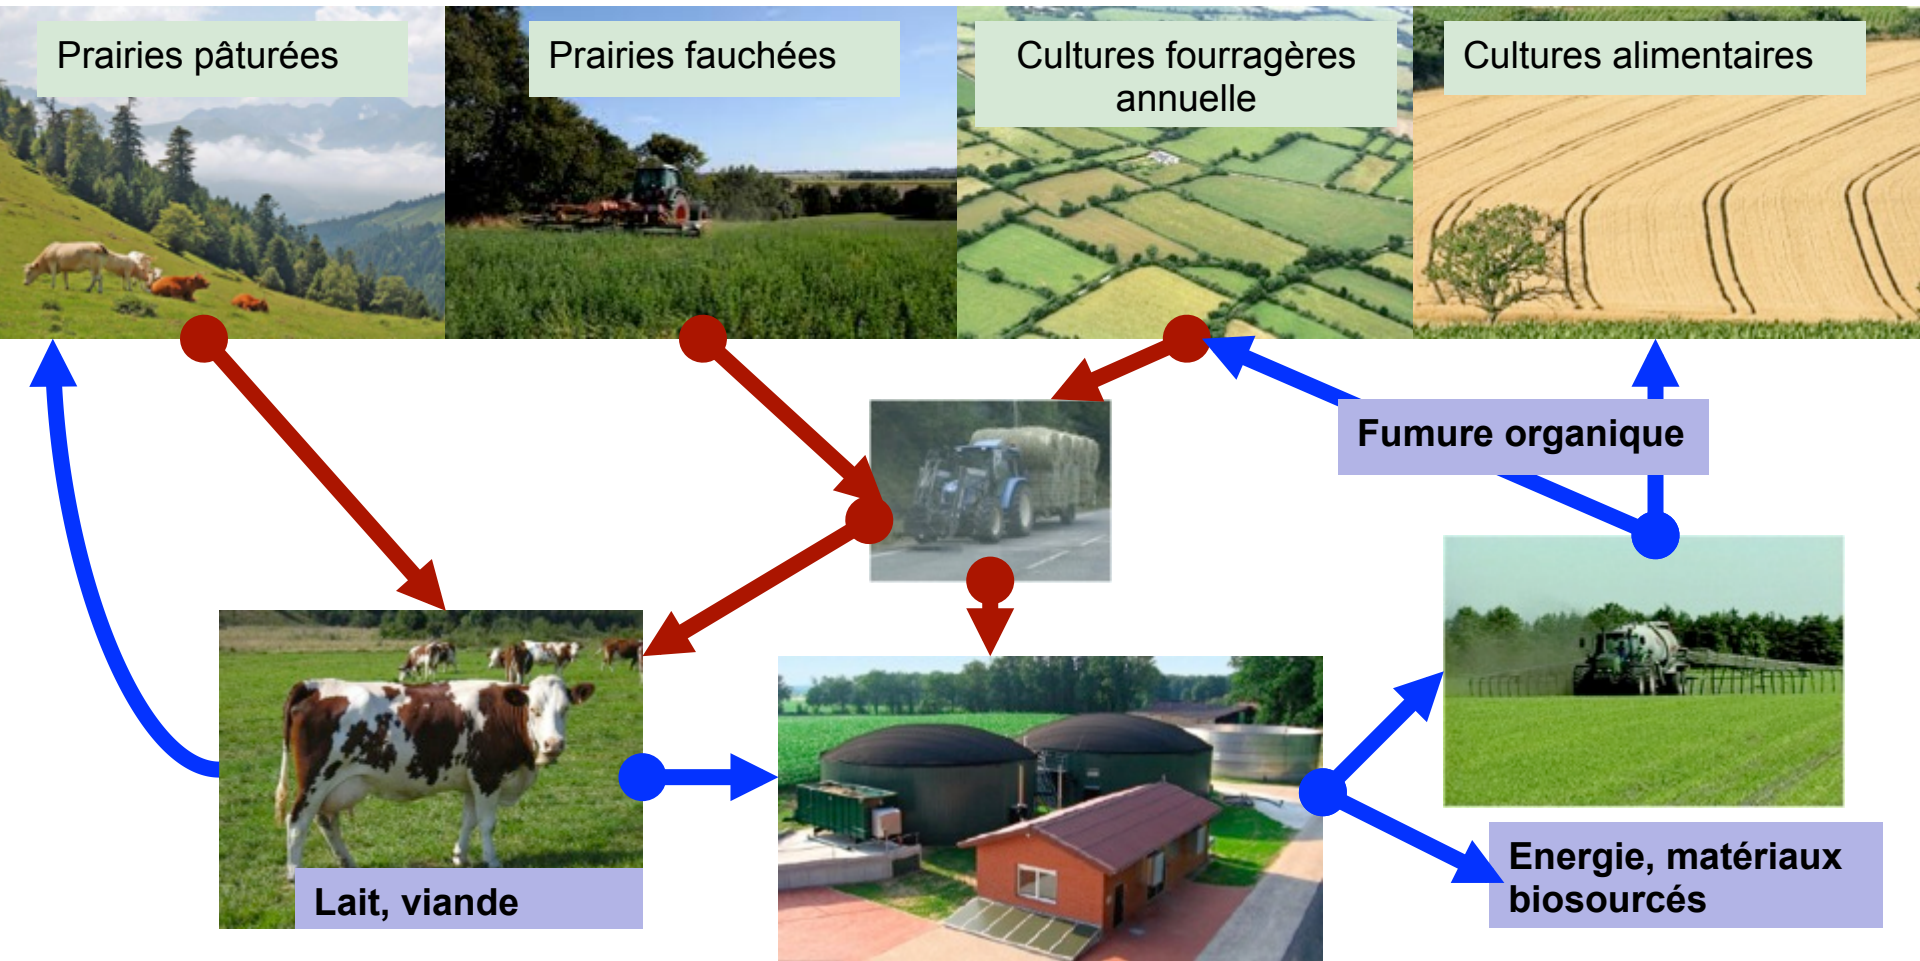 Prairies pâturées
Prairies fauchées
Cultures fourragères
annuelle
Cultures alimentaires
Fumure organique
Lait, viande
Energie, matériaux
biosourcés